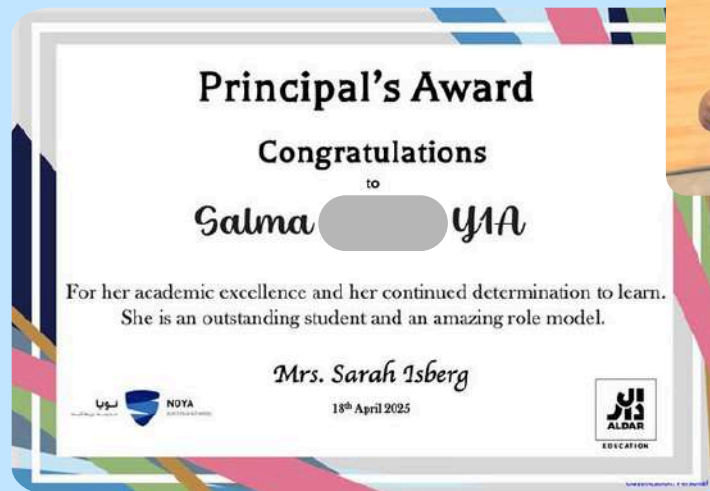 Principal's Award
Congratulations
to
Salma Y1A
For her academic excellence and her continued determination to learn.
She is an outstanding student and an amazing role model.
Mrs. Sarah Isberg
18th April 2025
نويا
NOYA
الدار
ALDAR
EDUCATION